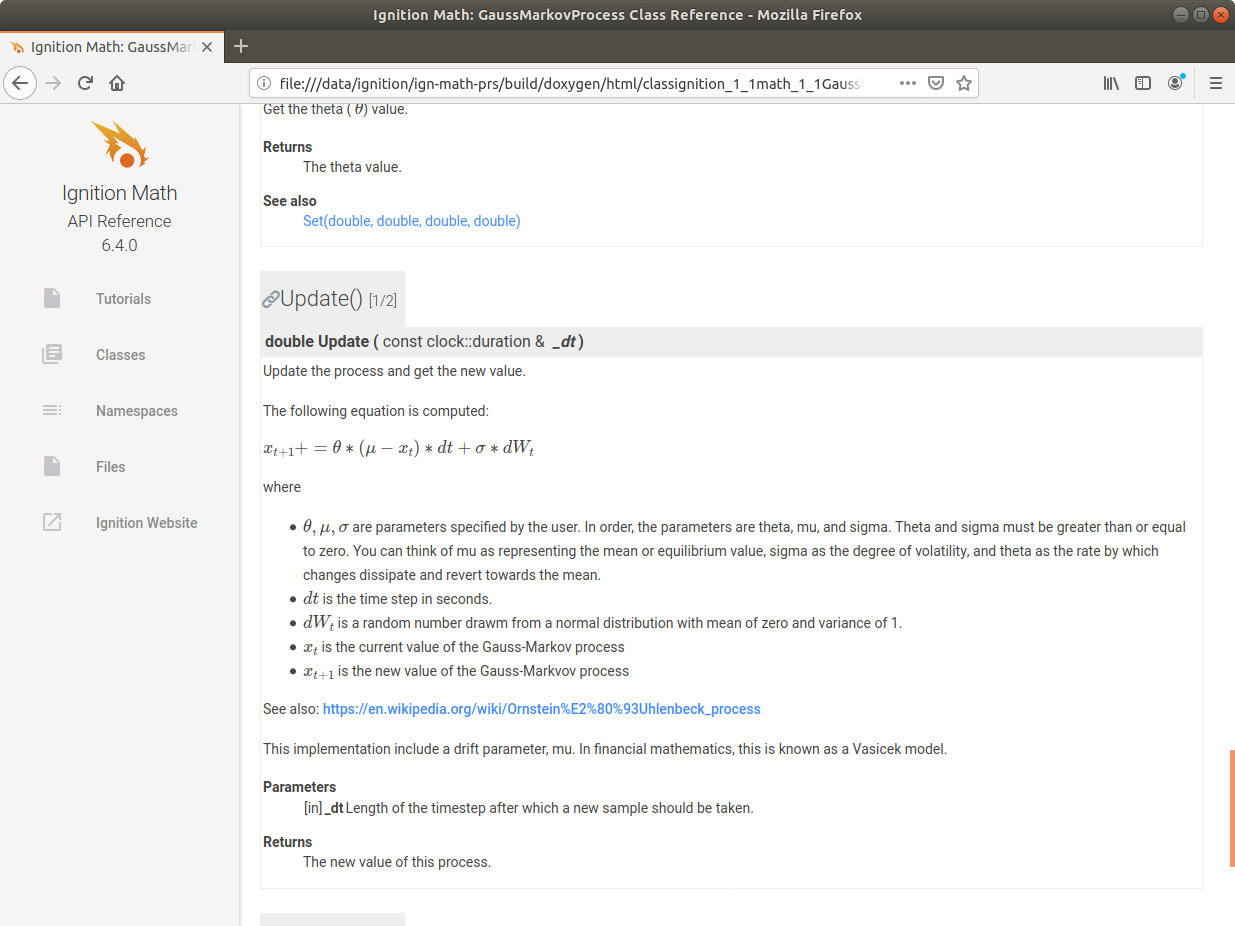 Ignition Math: GaussMarkovProcess Class Reference - Mozilla Firefox
Ignition Math: GaussMar
file:///data/ignition/ign-math-prs/build/doxygen/html/classignition_1_1math_1_1Gauss
Ignition Math
API Reference
6.4.0
Tutorials
Classes
Namespaces
Files
Ignition Website
Get the theta ( θ) value.
Returns
The theta value.
See also
Set(double, double, double, double)
Update() [1/2]
double Update ( const clock::duration & _dt )
Update the process and get the new value.
The following equation is computed:
x_{t+1}+ = θ ∗ (μ − x_t) ∗ dt + σ ∗ dW_t
where
• θ, μ, σ are parameters specified by the user. In order, the parameters are theta, mu, and sigma. Theta and sigma must be greater than or equal
to zero. You can think of mu as representing the mean or equilibrium value, sigma as the degree of volatility, and theta as the rate by which
changes dissipate and revert towards the mean.
• dt is the time step in seconds.
• dW_t is a random number drawm from a normal distribution with mean of zero and variance of 1.
• x_t is the current value of the Gauss-Markov process
• x_{t+1} is the new value of the Gauss-Markvov process
See also: https://en.wikipedia.org/wiki/Ornstein%E2%80%93Uhlenbeck_process
This implementation include a drift parameter, mu. In financial mathematics, this is known as a Vasicek model.
Parameters
[in] _dt Length of the timestep after which a new sample should be taken.
Returns
The new value of this process.